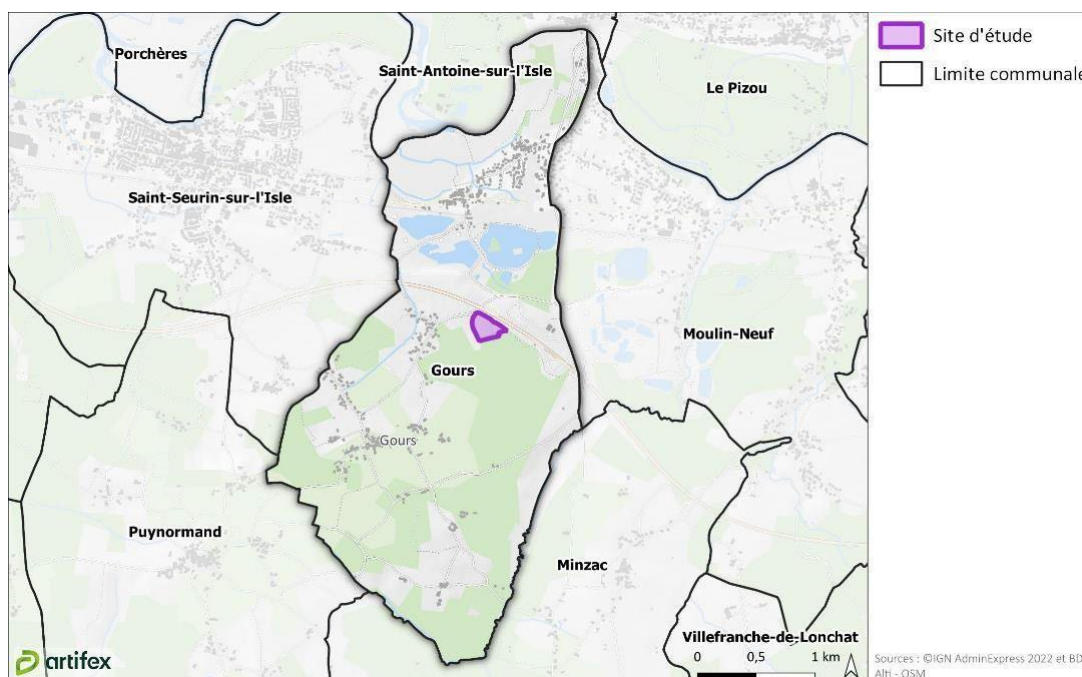 Porchères
Saint-Antoine-sur-l'Isle
Le Pizou
Saint-Seurin-sur-l'Isle
Moulin-Neuf
Gours
Gours
Puynormand
Minzac
Villefranche-de-Lonchat
0 0,5 1 km
artifex
Site d'étude
Limite communale
Sources : ©IGN AdminExpress 2022 et BD
Alti - OSM